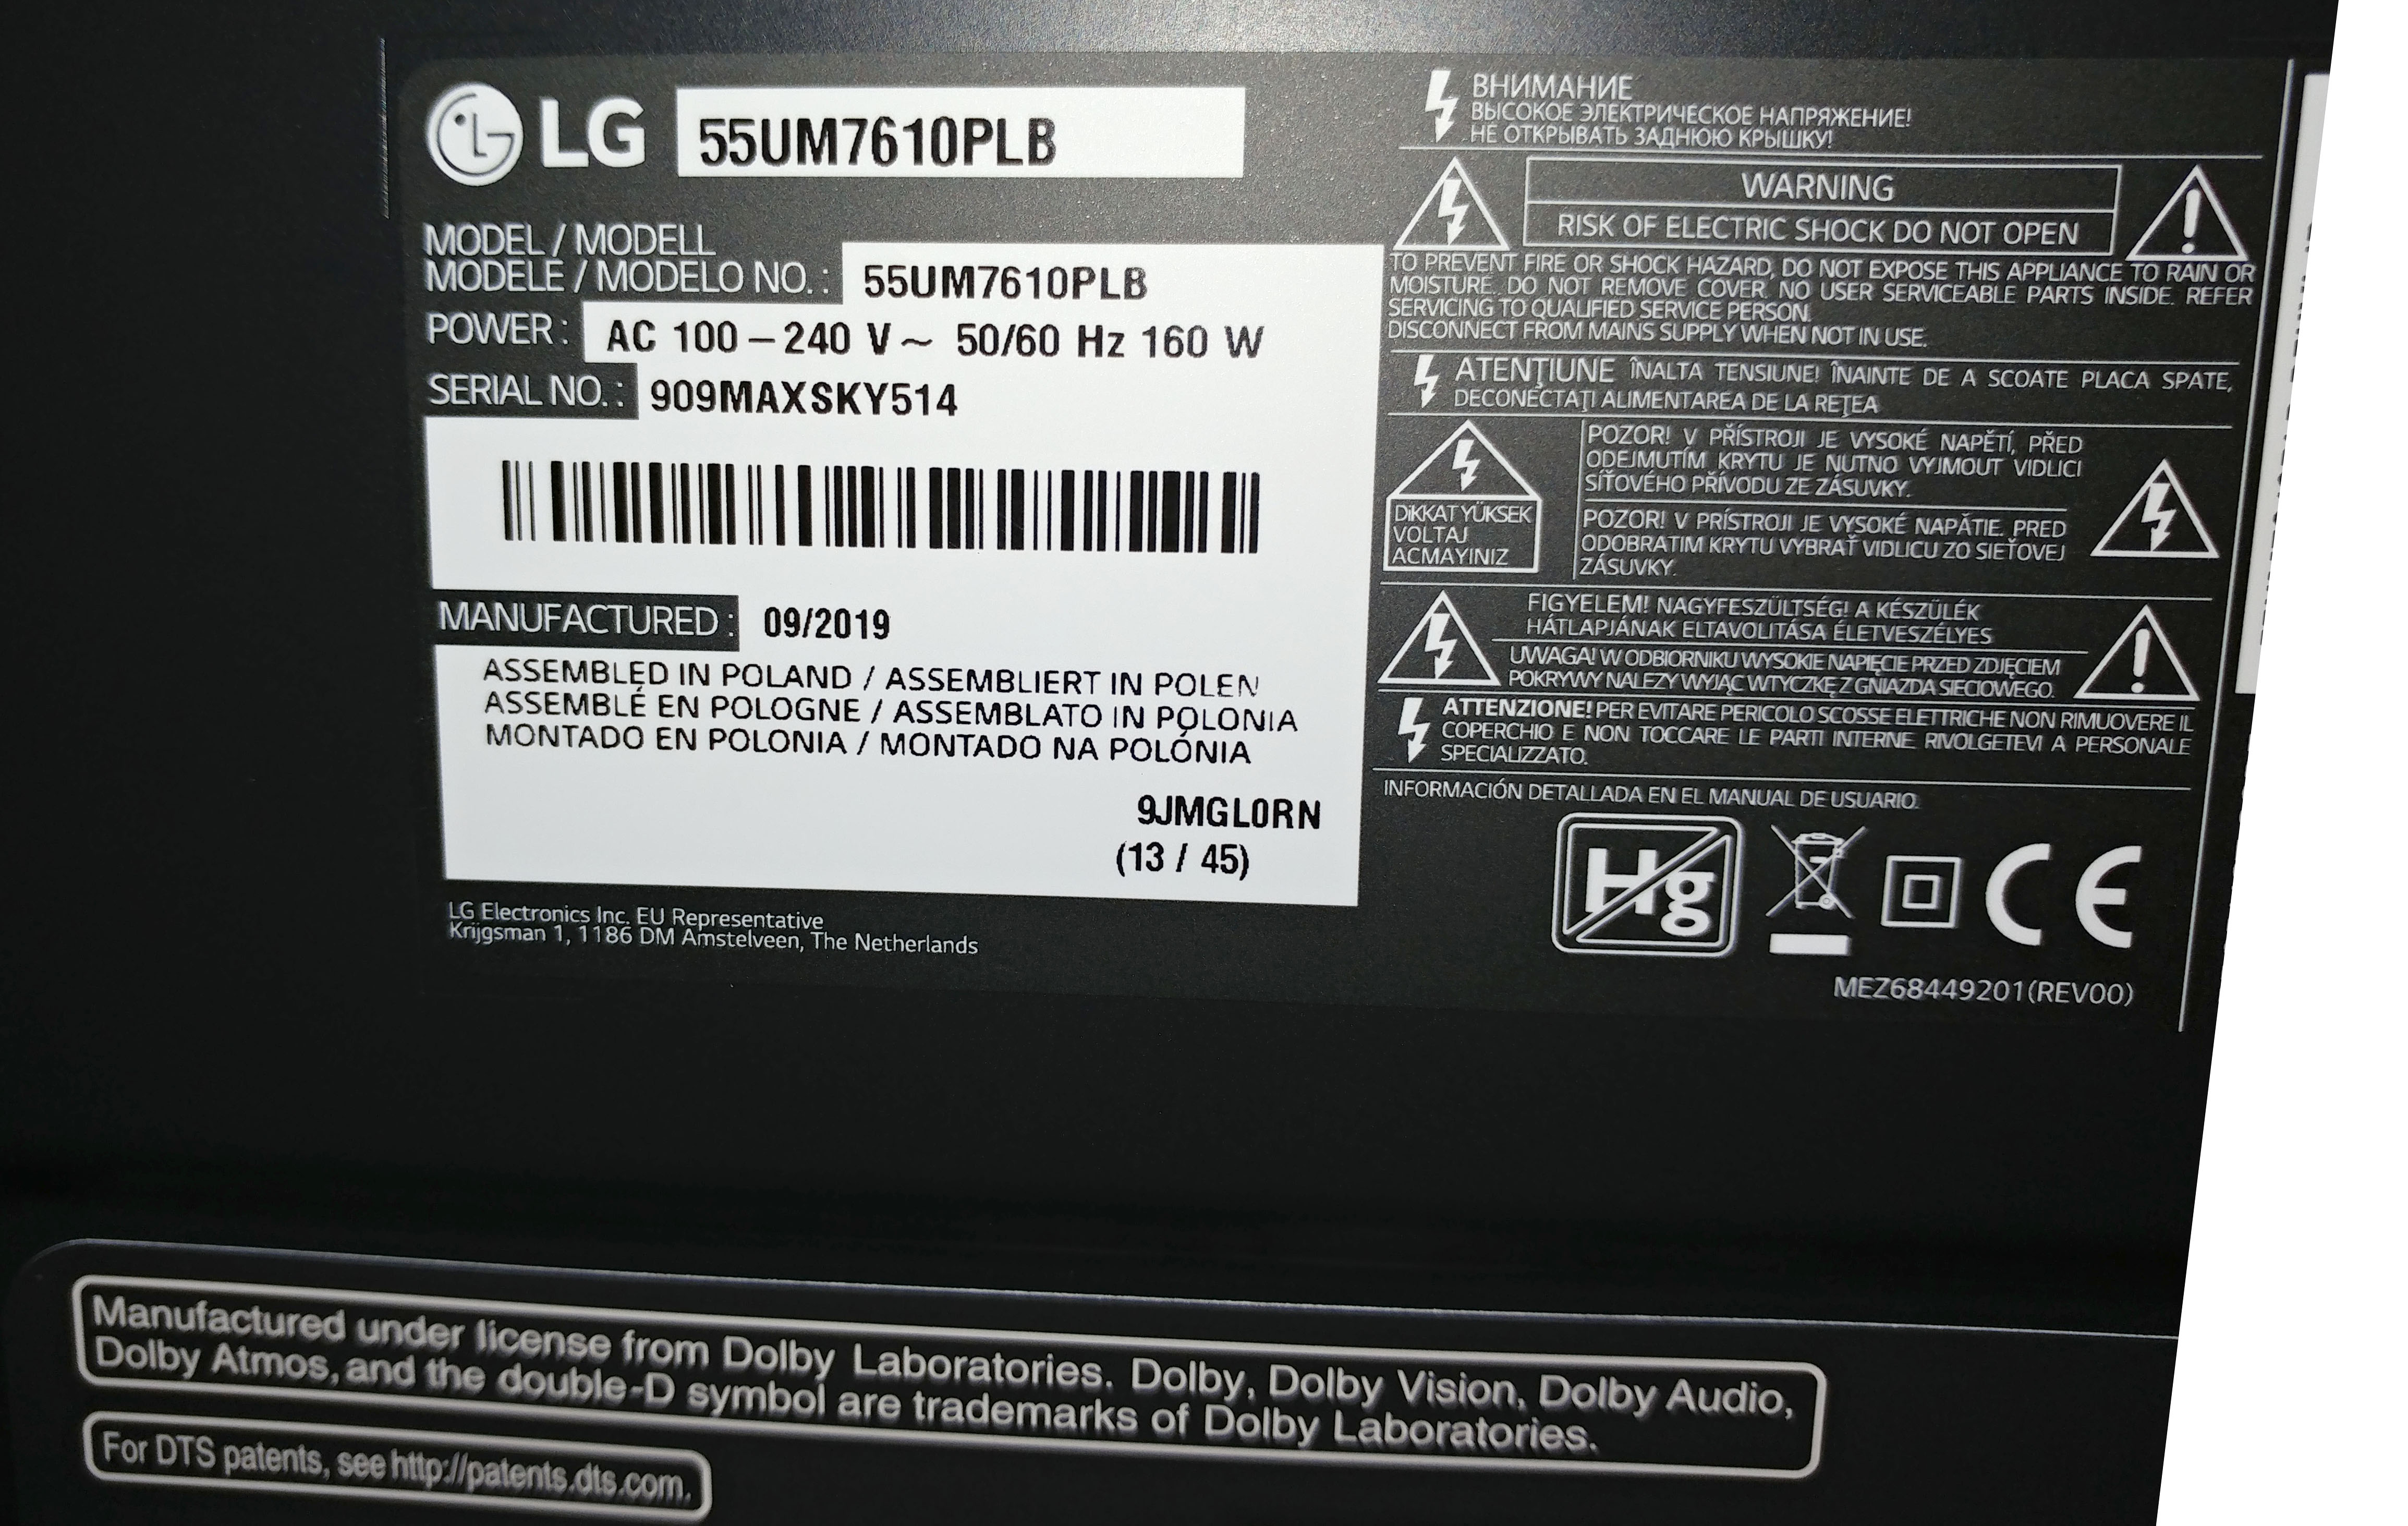 LG 55UM7610PLB
MODEL / MODELL
MODÈLE / MODELO NO. : 55UM7610PLB
POWER : AC 100 – 240 V ~ 50/60 Hz 160 W
SERIAL NO. : 909MAXSKY514
MANUFACTURED : 09/2019
ASSEMBLED IN POLAND / ASSEMBLIERT IN POLEN
ASSEMBLÉ EN POLOGNE / ASSEMBLATO IN POLONIA
MONTADO EN POLONIA / MONTADO NA POLÓNIA
9JMGL0RN
(13 / 45)
LG Electronics Inc. EU Representative
Krijgsman 1, 1186 DM Amstelveen, The Netherlands
ВНИМАНИЕ
ВЫСОКОЕ ЭЛЕКТРИЧЕСКОЕ НАПРЯЖЕНИЕ!
НЕ ОТКРЫВАТЬ ЗАДНЮЮ КРЫШКУ!
WARNING
RISK OF ELECTRIC SHOCK DO NOT OPEN
TO PREVENT FIRE OR SHOCK HAZARD, DO NOT EXPOSE THIS APPLIANCE TO RAIN OR
MOISTURE. DO NOT REMOVE COVER. NO USER SERVICEABLE PARTS INSIDE. REFER
SERVICING TO QUALIFIED SERVICE PERSON.
DISCONNECT FROM MAINS SUPPLY WHEN NOT IN USE.
ATENŢIUNE ÎNALTA TENSIUNE! ÎNAINTE DE A SCOATE PLACA SPATE,
DECONECTAŢI ALIMENTAREA DE LA REŢEA
DİKKAT YÜKSEK
VOLTAJ
ACMAYINIZ
POZOR! V PŘÍSTROJI JE VYSOKÉ NAPĚTÍ, PŘED
ODEJMUTÍM KRYTU JE NUTNO VYJMOUT VIDLICI
SÍŤOVÉHO PŘÍVODU ZE ZÁSUVKY.
POZOR! V PRÍSTROJI JE VYSOKÉ NAPÄTIE. PRED
ODOBRATIM KRYTU VYBRAŤ VIDLICU ZO SIEŤOVEJ
ZÁSUVKY.
FIGYELEM! NAGYFESZÜLTSÉG! A KÉSZÜLÉK
HÁTLAPJÁNAK ELTAVOLITÁSA ÉLETVESZÉLYES
UWAGA! W ODBIORNIKU WYSOKIE NAPIĘCIE PRZED ZDJĘCIEM
POKRYWY NALEZY WYJĄC WTYCZKĘ Z GNIAZDA SIECIOWEGO.
ATTENZIONE! PER EVITARE PERICOLO SCOSSE ELETTRICHE NON RIMUOVERE IL
COPERCHIO E NON TOCCARE LE PARTI INTERNE RIVOLGETEVI A PERSONALE
SPECIALIZZATO.
INFORMACIÓN DETALLADA EN EL MANUAL DE USUARIO.
Hg CE
MEZ68449201(REV00)
Manufactured under license from Dolby Laboratories. Dolby, Dolby Vision, Dolby Audio,
Dolby Atmos, and the double-D symbol are trademarks of Dolby Laboratories.
For DTS patents, see http://patents.dts.com.